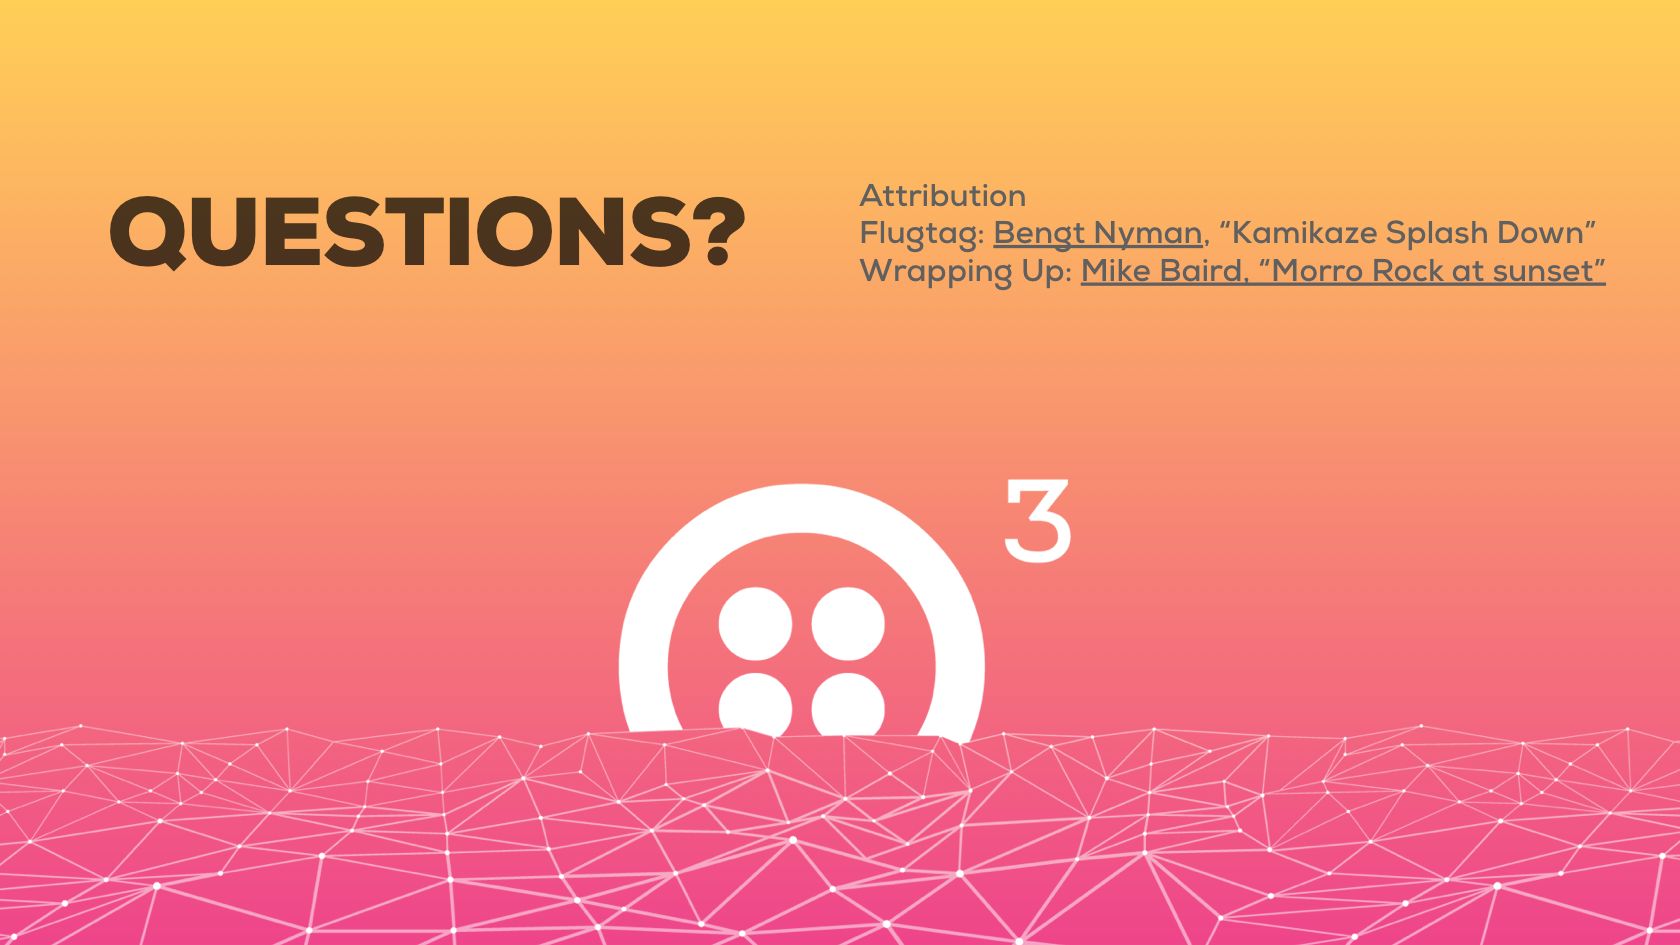 QUESTIONS?
Attribution
Flugtag: Bengt Nyman, “Kamikaze Splash Down”
Wrapping Up: Mike Baird, “Morro Rock at sunset”
3